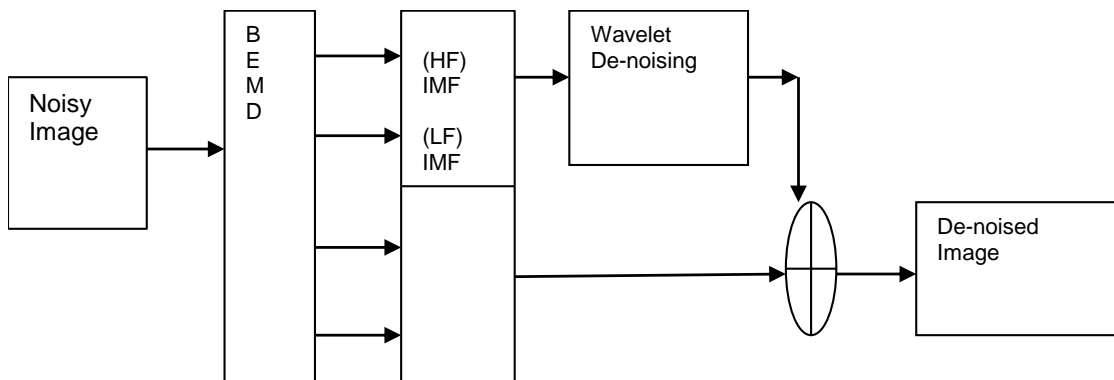 Noisy
Image
B
E
M
D
(HF)
IMF
(LF)
IMF
Wavelet
De-noising
De-noised
Image